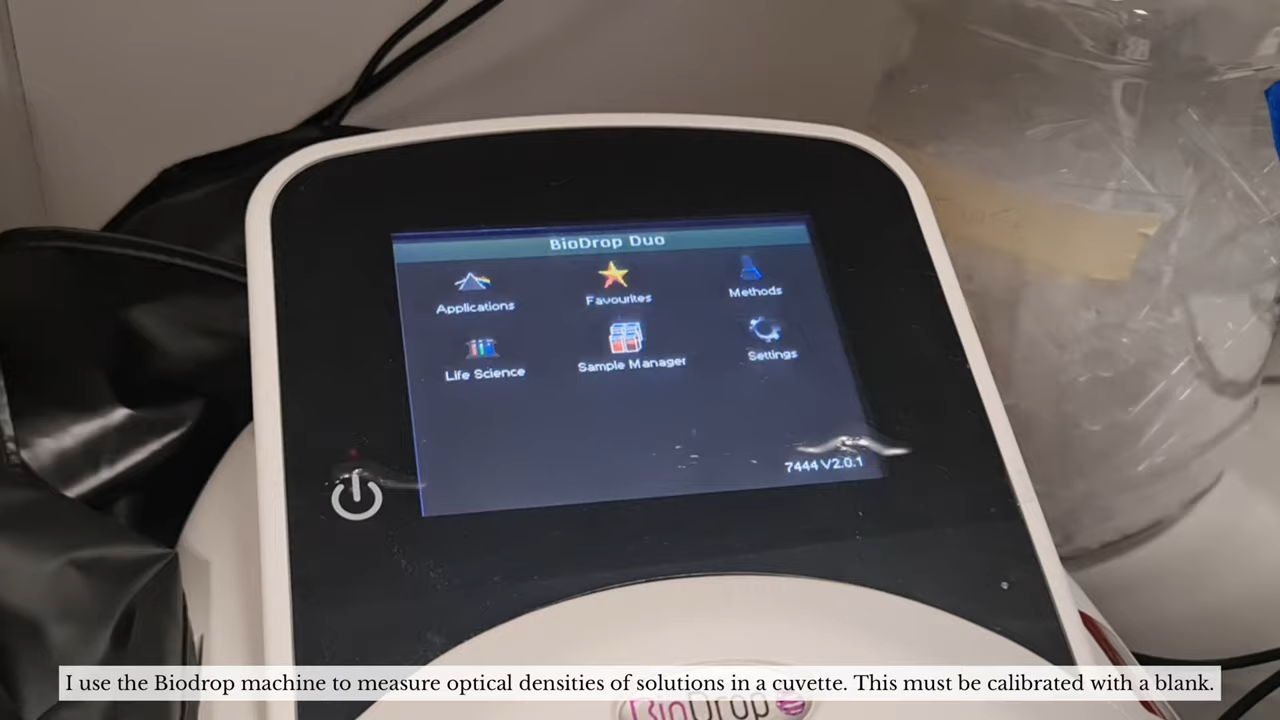 BioDrop Duo
Applications
Favourites
Methods
Life Science
Sample Manager
Settings
7444 V2.0.1
I use the Biodrop machine to measure optical densities of solutions in a cuvette. This must be calibrated with a blank.
BioDrop